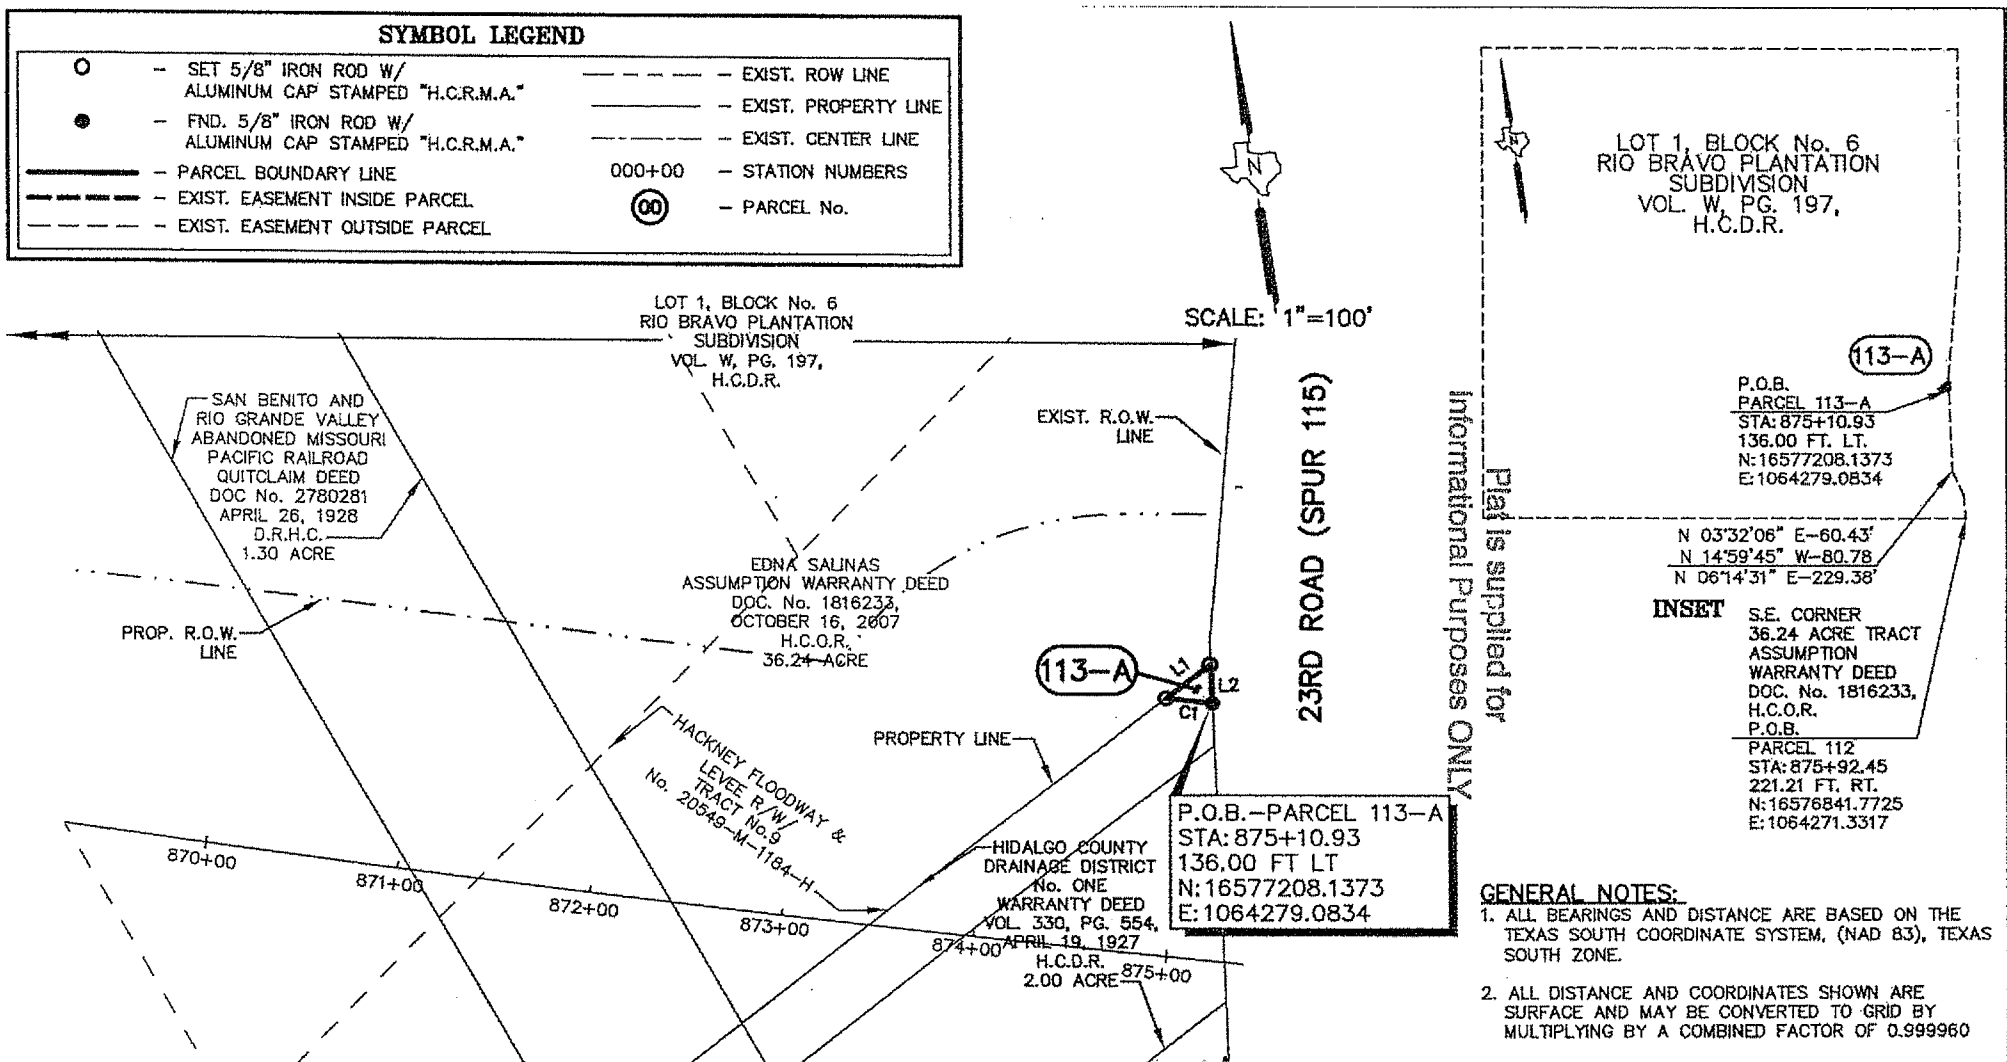 SYMBOL LEGEND
SET 5/8" IRON ROD W/
ALUMINUM CAP STAMPED "H.C.R.M.A."
FND. 5/8" IRON ROD W/
ALUMINUM CAP STAMPED "H.C.R.M.A."
PARCEL BOUNDARY LINE
EXIST. EASEMENT INSIDE PARCEL
EXIST. EASEMENT OUTSIDE PARCEL
EXIST. ROW LINE
EXIST. PROPERTY LINE
EXIST. CENTER LINE
000+00 - STATION NUMBERS
00 - PARCEL No.
N
SCALE: 1"=100'
LOT 1, BLOCK No. 6
RIO BRAVO PLANTATION
SUBDIVISION
VOL. W, PG. 197,
H.C.D.R.
SAN BENITO AND
RIO GRANDE VALLEY
ABANDONED MISSOURI
PACIFIC RAILROAD
QUITCLAIM DEED
DOC No. 2780281
APRIL 26, 1928
D.R.H.C.
1.30 ACRE
EXIST. R.O.W.
LINE
23RD ROAD (SPUR 115)
EDNA SALINAS
ASSUMPTION WARRANTY DEED
DOC. No. 1816233,
OCTOBER 16, 2007
H.C.O.R.
36.24 ACRE
PROP. R.O.W.
LINE
113-A
L1
L2
C1
PROPERTY LINE
HACKNEY FLOODWAY &
LEVEE R/W/
TRACT No.9
No. 20549-M-1184-H
HIDALGO COUNTY
DRAINAGE DISTRICT
No. ONE
WARRANTY DEED
VOL. 330, PG. 554,
APRIL 19, 1927
H.C.D.R.
2.00 ACRE
870+00
871+00
872+00
873+00
874+00
875+00
P.O.B.-PARCEL 113-A
STA: 875+10.93
136.00 FT LT
N: 16577208.1373
E: 1064279.0834
Plat is supplied for
Informational Purposes ONLY
N
LOT 1, BLOCK No. 6
RIO BRAVO PLANTATION
SUBDIVISION
VOL. W, PG. 197,
H.C.D.R.
113-A
P.O.B.
PARCEL 113-A
STA: 875+10.93
136.00 FT. LT.
N: 16577208.1373
E: 1064279.0834
N 03°32'06" E-60.43'
N 14°59'45" W-80.78
N 06°14'31" E-229.38'
INSET
S.E. CORNER
36.24 ACRE TRACT
ASSUMPTION
WARRANTY DEED
DOC. No. 1816233,
H.C.O.R.
P.O.B.
PARCEL 112
STA: 875+92.45
221.21 FT. RT.
N: 16576841.7725
E: 1064271.3317
GENERAL NOTES:
1. ALL BEARINGS AND DISTANCE ARE BASED ON THE
TEXAS SOUTH COORDINATE SYSTEM, (NAD 83), TEXAS
SOUTH ZONE.
2. ALL DISTANCE AND COORDINATES SHOWN ARE
SURFACE AND MAY BE CONVERTED TO GRID BY
MULTIPLYING BY A COMBINED FACTOR OF 0.999960